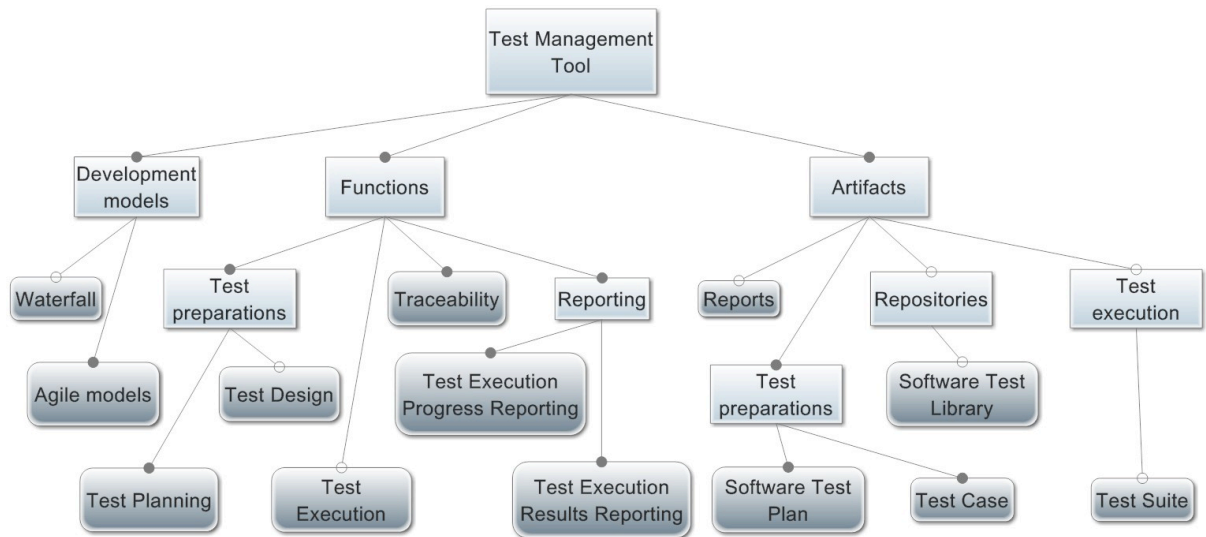 Test Management
Tool
Development
models
Functions
Artifacts
Waterfall
Test
preparations
Traceability
Reporting
Reports
Repositories
Test
execution
Agile models
Test Design
Test Execution
Progress Reporting
Test
preparations
Software Test
Library
Test Planning
Test
Execution
Test Execution
Results Reporting
Software Test
Plan
Test Case
Test Suite